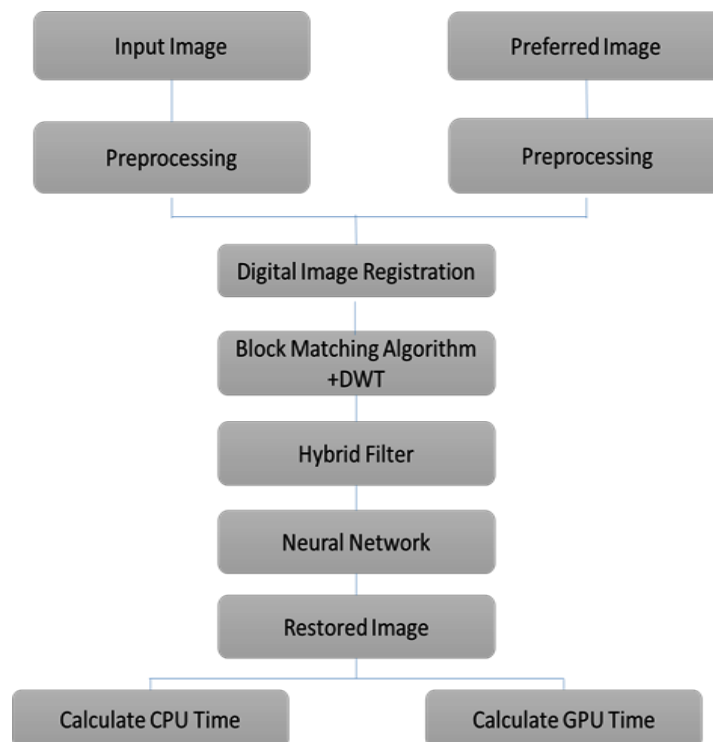 Input Image
Preferred Image
Preprocessing
Preprocessing
Digital Image Registration
Block Matching Algorithm
+DWT
Hybrid Filter
Neural Network
Restored Image
Calculate CPU Time
Calculate GPU Time